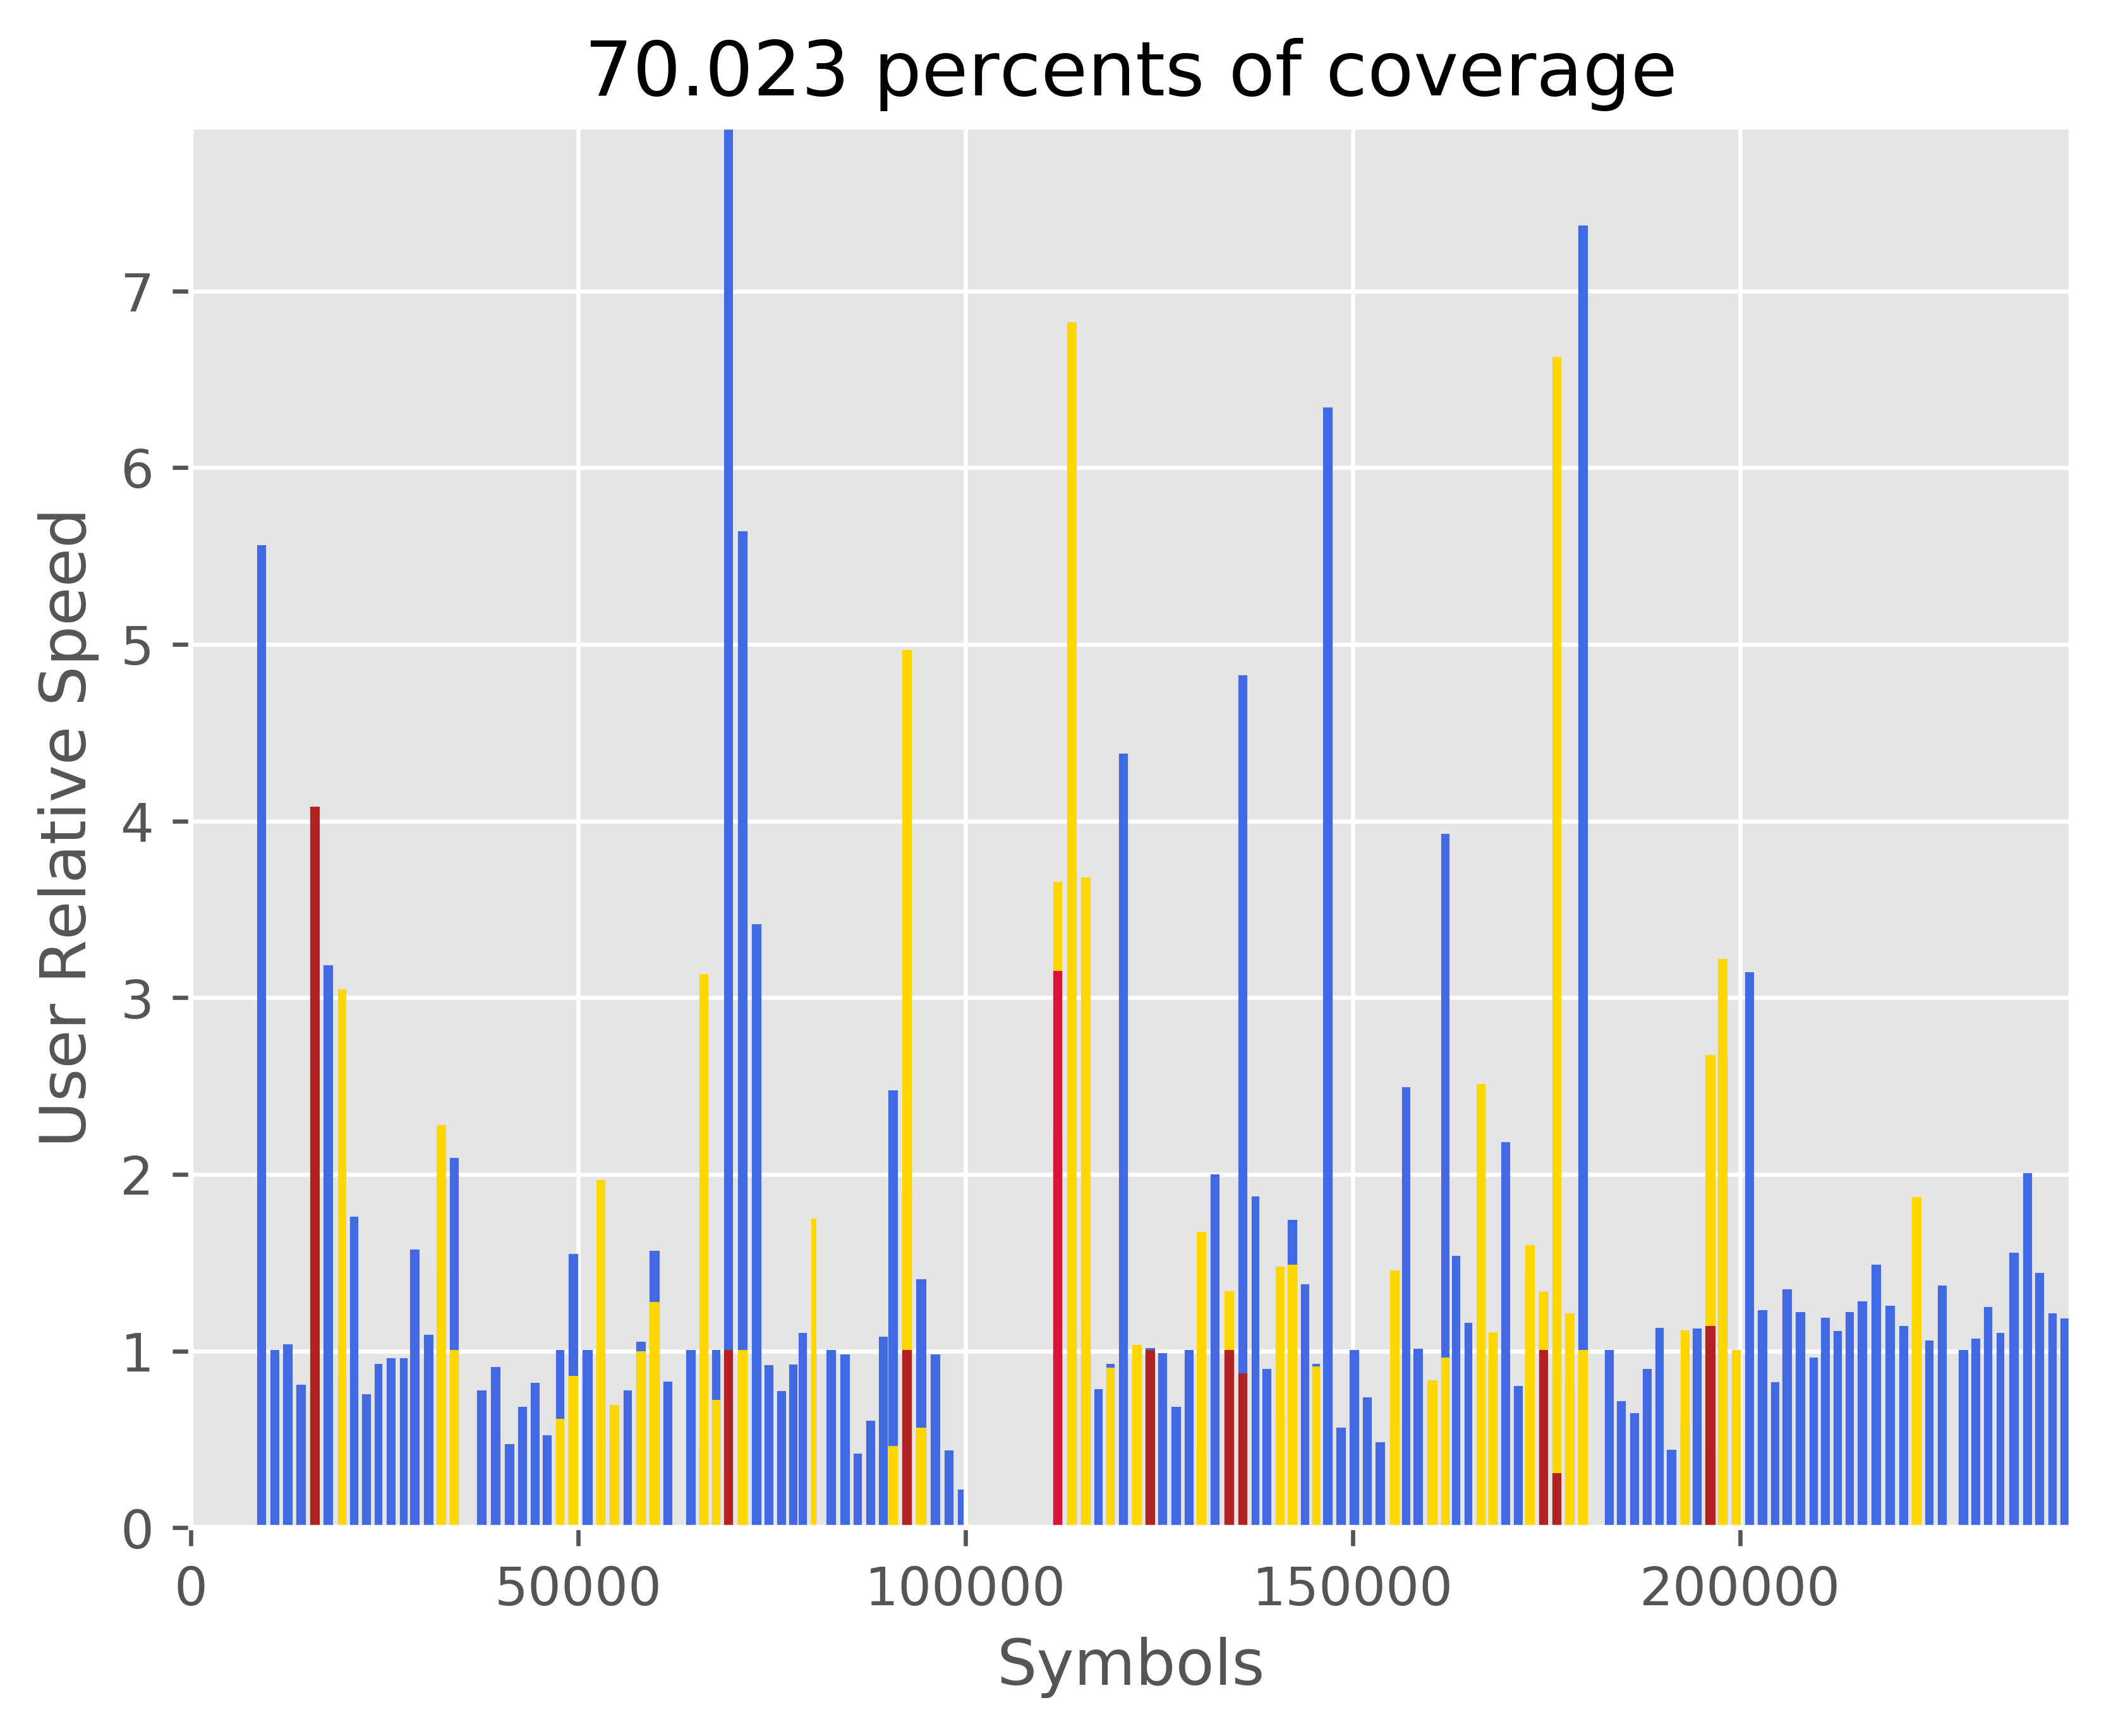 70.023 percents of coverage
User Relative Speed
7
6
5
4
3
2
1
0
0 50000 100000 150000 200000
Symbols